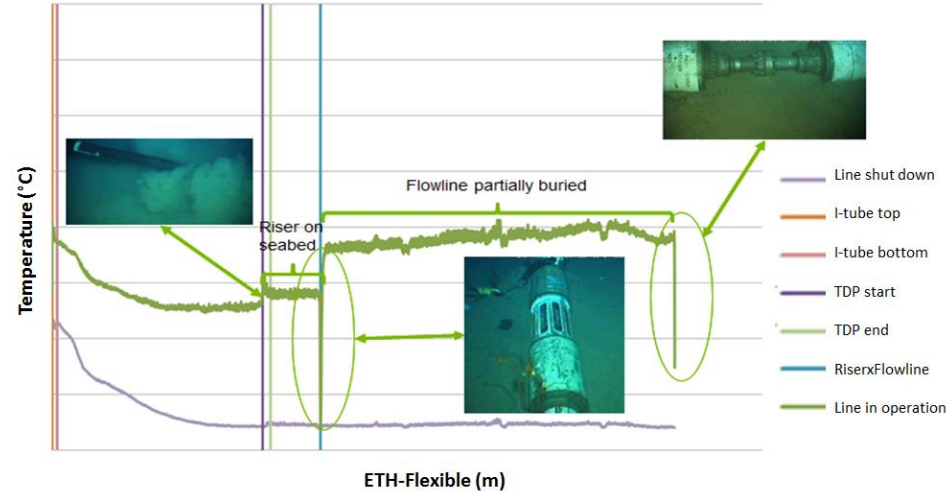 Temperature (°C)
Riser on
seabed
Flowline partially buried
Line shut down
I-tube top
I-tube bottom
TDP start
TDP end
RiserxFlowline
Line in operation
ETH-Flexible (m)